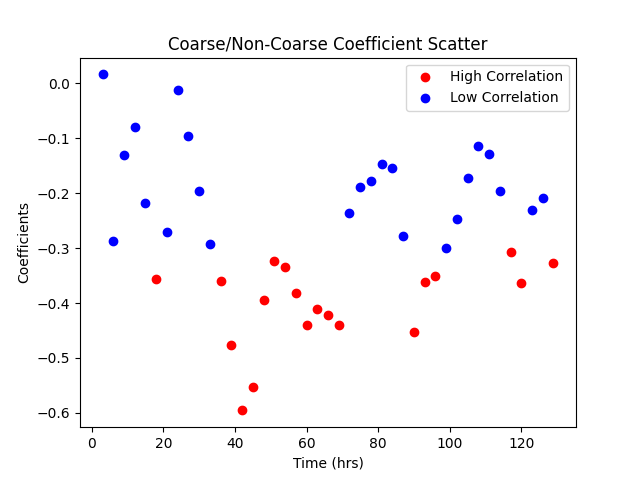 Coarse/Non-Coarse Coefficient Scatter
High Correlation
Low Correlation
0.0
−0.1
−0.2
−0.3
−0.4
−0.5
−0.6
Coefficients
0 20 40 60 80 100 120
Time (hrs)